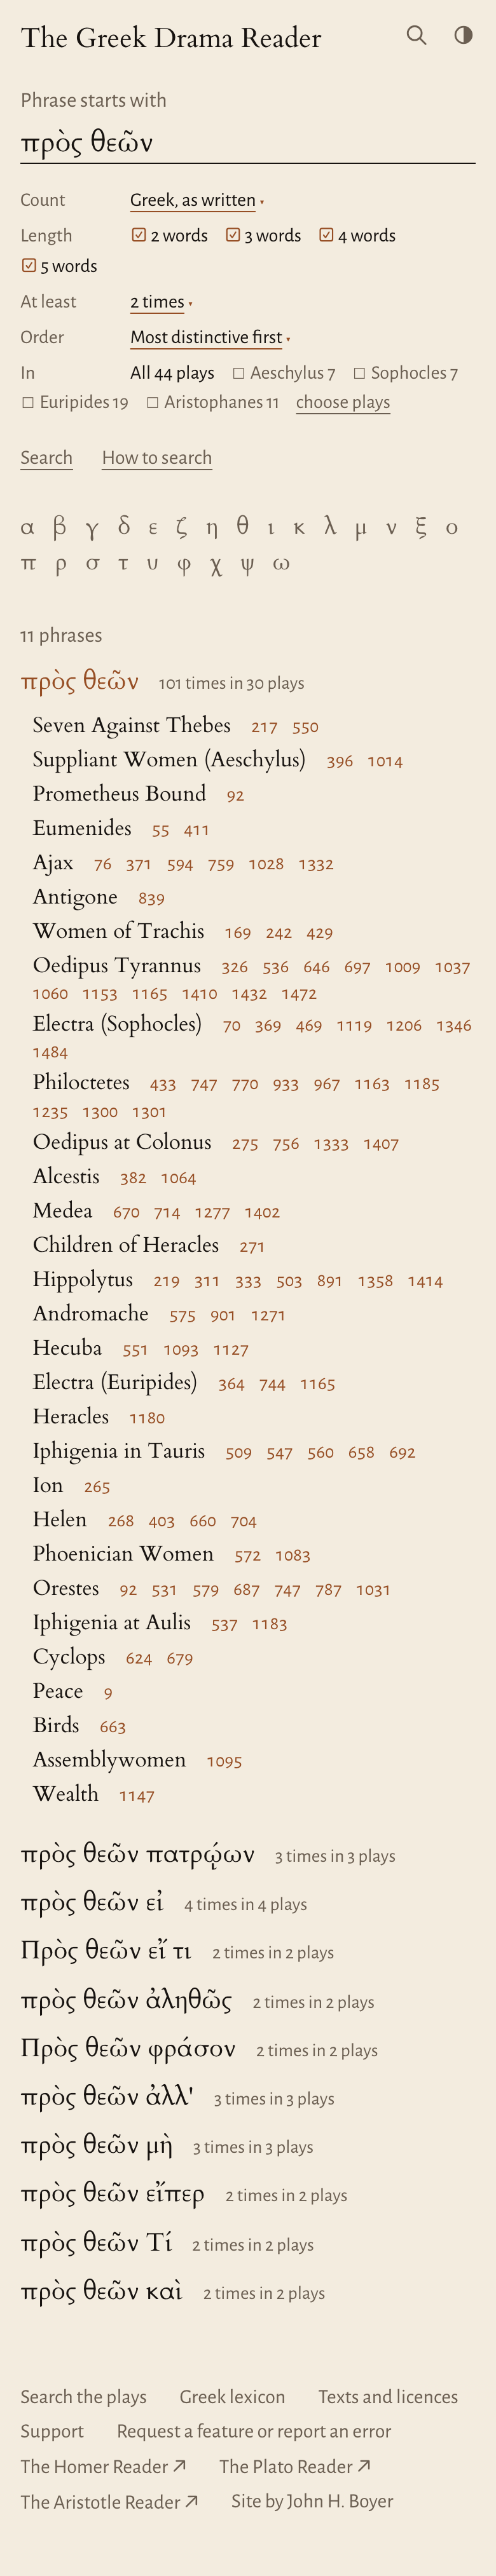 The Greek Drama Reader
Phrase starts with
πρὸς θεῶν
Count Greek, as written
Length 2 words 3 words 4 words
5 words
At least 2 times
Order Most distinctive first
In All 44 plays Aeschylus 7 Sophocles 7
Euripides 19 Aristophanes 11 choose plays
Search How to search
α β γ δ ε ζ η θ ι κ λ μ ν ξ ο
π ρ σ τ υ φ χ ψ ω
11 phrases
πρὸς θεῶν 101 times in 30 plays
Seven Against Thebes 217 550
Suppliant Women (Aeschylus) 396 1014
Prometheus Bound 92
Eumenides 55 411
Ajax 76 371 594 759 1028 1332
Antigone 839
Women of Trachis 169 242 429
Oedipus Tyrannus 326 536 646 697 1009 1037
1060 1153 1165 1410 1432 1472
Electra (Sophocles) 70 369 469 1119 1206 1346
1484
Philoctetes 433 747 770 933 967 1163 1185
1235 1300 1301
Oedipus at Colonus 275 756 1333 1407
Alcestis 382 1064
Medea 670 714 1277 1402
Children of Heracles 271
Hippolytus 219 311 333 503 891 1358 1414
Andromache 575 901 1271
Hecuba 551 1093 1127
Electra (Euripides) 364 744 1165
Heracles 1180
Iphigenia in Tauris 509 547 560 658 692
Ion 265
Helen 268 403 660 704
Phoenician Women 572 1083
Orestes 92 531 579 687 747 787 1031
Iphigenia at Aulis 537 1183
Cyclops 624 679
Peace 9
Birds 663
Assemblywomen 1095
Wealth 1147
πρὸς θεῶν πατρῴων 3 times in 3 plays
πρὸς θεῶν εἰ 4 times in 4 plays
Πρὸς θεῶν εἴ τι 2 times in 2 plays
πρὸς θεῶν ἀληθῶς 2 times in 2 plays
Πρὸς θεῶν φράσον 2 times in 2 plays
πρὸς θεῶν ἀλλ' 3 times in 3 plays
πρὸς θεῶν μὴ 3 times in 3 plays
πρὸς θεῶν εἴπερ 2 times in 2 plays
πρὸς θεῶν Τί 2 times in 2 plays
πρὸς θεῶν καὶ 2 times in 2 plays
Search the plays Greek lexicon Texts and licences
Support Request a feature or report an error
The Homer Reader ↗ The Plato Reader ↗
The Aristotle Reader ↗ Site by John H. Boyer